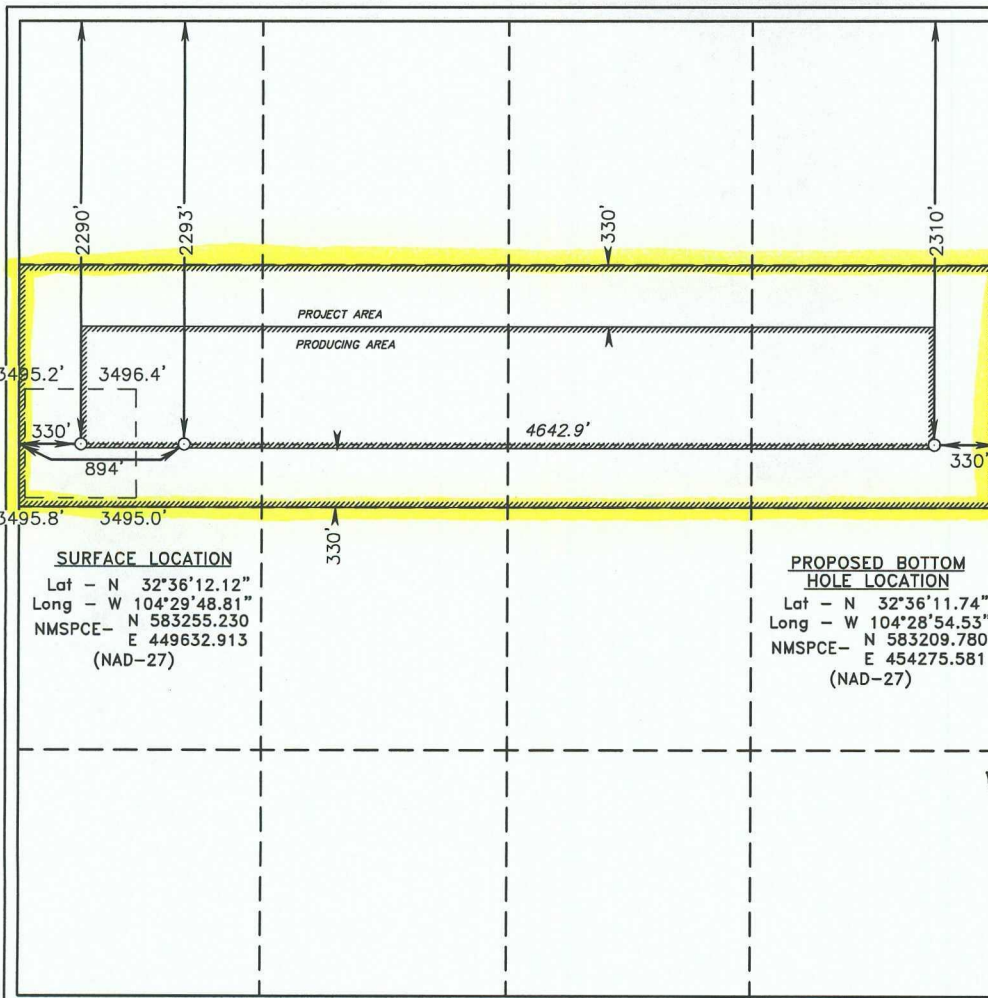 2290'
2293'
2310'
330'
PROJECT AREA
PRODUCING AREA
3495.2' 3496.4'
330'
4642.9'
894'
330'
3495.8' 3495.0'
330'
SURFACE LOCATION
Lat - N 32°36'12.12"
Long - W 104°29'48.81"
NMSPCE- N 583255.230
E 449632.913
(NAD-27)
PROPOSED BOTTOM
HOLE LOCATION
Lat - N 32°36'11.74"
Long - W 104°28'54.53"
NMSPCE- N 583209.780
E 454275.581
(NAD-27)